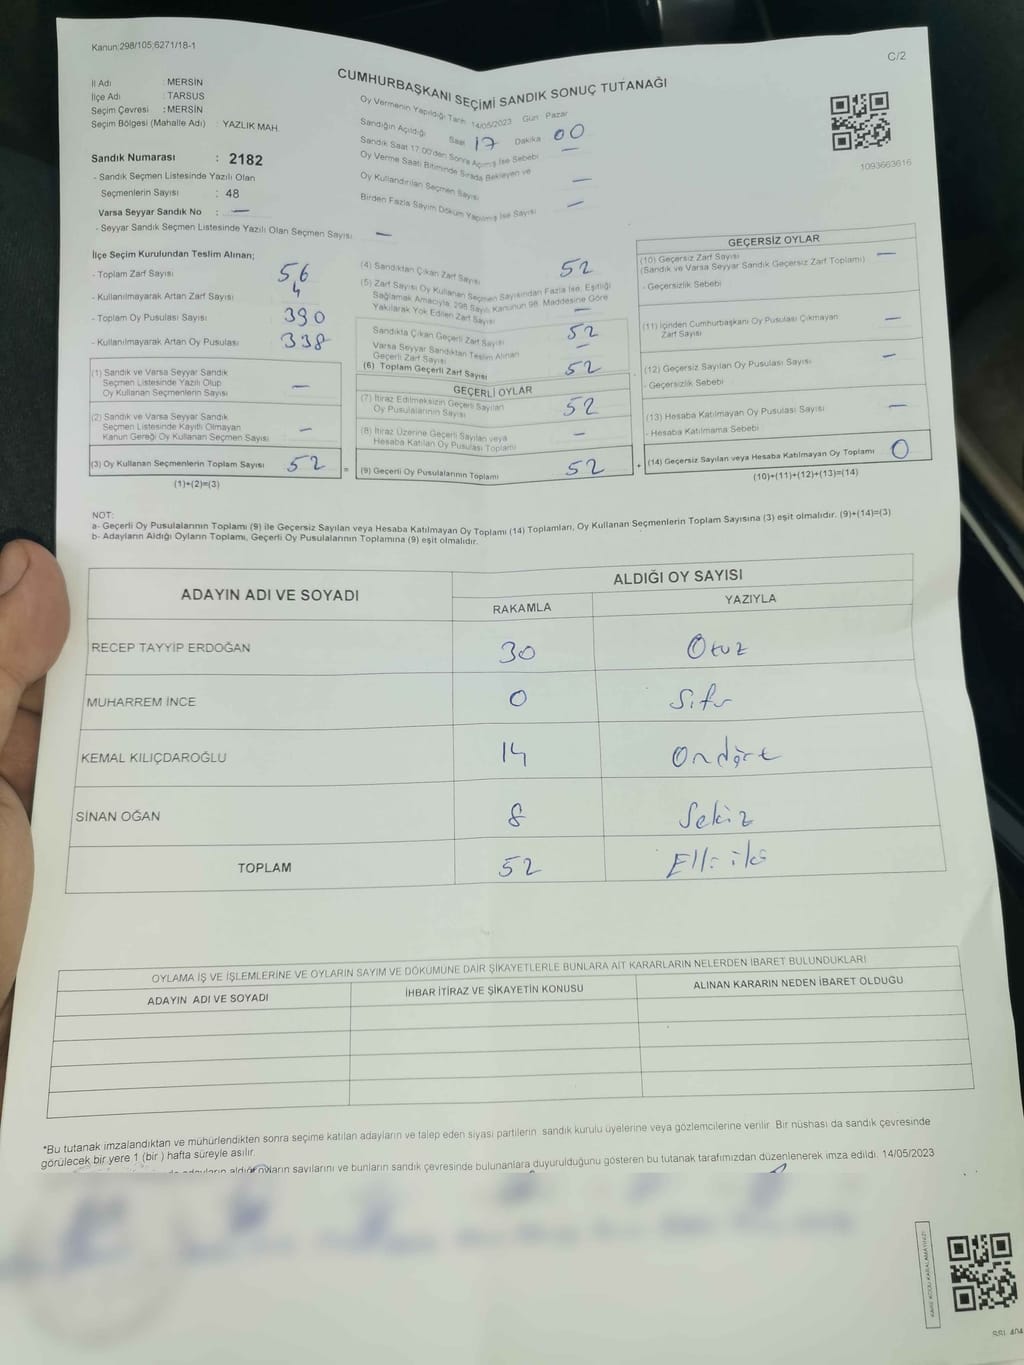 Kanun:298/105;6271/18-1
C/2
CUMHURBAŞKANI SEÇİMİ SANDIK SONUÇ TUTANAĞI
İl Adı : MERSİN
İlçe Adı : TARSUS
Seçim Çevresi : MERSİN
Seçim Bölgesi (Mahalle Adı) : YAZLIK MAH.
Oy Vermenin Yapıldığı Tarih 14/05/2023 Gün : Pazar
Sandığın Açıldığı Saat 17 Dakika 00
Sandık Saat 17.00'den Sonra Açılmış İse Sebebi —
Oy Verme Saati Bitiminde Sırada Bekleyen ve
Oy Kullandırılan Seçmen Sayısı —
Birden Fazla Sayım Döküm Yapılmış İse Sayısı —
1093663616
Sandık Numarası : 2182
- Sandık Seçmen Listesinde Yazılı Olan
Seçmenlerin Sayısı : 48
Varsa Seyyar Sandık No : —
- Seyyar Sandık Seçmen Listesinde Yazılı Olan Seçmen Sayısı —
İlçe Seçim Kurulundan Teslim Alınan;
- Toplam Zarf Sayısı 56
- Kullanılmayarak Artan Zarf Sayısı 4
- Toplam Oy Pusulası Sayısı 390
- Kullanılmayarak Artan Oy Pusulası 338
(1) Sandık ve Varsa Seyyar Sandık
Seçmen Listesinde Yazılı Olup
Oy Kullanan Seçmenlerin Sayısı —
(2) Sandık ve Varsa Seyyar Sandık
Seçmen Listesinde Kayıtlı Olmayan
Kanun Gereği Oy Kullanan Seçmen Sayısı —
(3) Oy Kullanan Seçmenlerin Toplam Sayısı 52 =
(1)+(2)=(3)
(4) Sandıktan Çıkan Zarf Sayısı 52
(5) Zarf Sayısı Oy Kullanan Seçmen Sayısından Fazla İse, Eşitliği
Sağlamak Amacıyla, 298 Sayılı Kanunun 98. Maddesine Göre
Yakılarak Yok Edilen Zarf Sayısı —
Sandıkta Çıkan Geçerli Zarf Sayısı 52
Varsa Seyyar Sandıktan Teslim Alınan
Geçerli Zarf Sayısı —
(6) Toplam Geçerli Zarf Sayısı 52
GEÇERLİ OYLAR
(7) İtiraz Edilmeksizin Geçerli Sayılan
Oy Pusulalarının Sayısı 52
(8) İtiraz Üzerine Geçerli Sayılan veya
Hesaba Katılan Oy Pusulası Toplamı —
(9) Geçerli Oy Pusulalarının Toplamı 52 +
GEÇERSİZ OYLAR
(10) Geçersiz Zarf Sayısı
(Sandık ve Varsa Seyyar Sandık Geçersiz Zarf Toplamı) —
- Geçersizlik Sebebi
(11) İçinden Cumhurbaşkanı Oy Pusulası Çıkmayan
Zarf Sayısı —
(12) Geçersiz Sayılan Oy Pusulası Sayısı —
- Geçersizlik Sebebi
(13) Hesaba Katılmayan Oy Pusulası Sayısı —
- Hesaba Katılmama Sebebi
(14) Geçersiz Sayılan veya Hesaba Katılmayan Oy Toplamı 0
(10)+(11)+(12)+(13)=(14)
NOT:
a- Geçerli Oy Pusulalarının Toplamı (9) ile Geçersiz Sayılan veya Hesaba Katılmayan Oy Toplamı (14) Toplamları, Oy Kullanan Seçmenlerin Toplam Sayısına (3) eşit olmalıdır. (9)+(14)=(3)
b- Adayların Aldığı Oyların Toplamı, Geçerli Oy Pusulalarının Toplamına (9) eşit olmalıdır.
ADAYIN ADI VE SOYADI
ALDIĞI OY SAYISI
RAKAMLA YAZIYLA
RECEP TAYYİP ERDOĞAN 30 Otuz
MUHARREM İNCE 0 Sıfır
KEMAL KILIÇDAROĞLU 14 Ondört
SİNAN OĞAN 8 Sekiz
TOPLAM 52 Elli iki
OYLAMA İŞ VE İŞLEMLERİNE VE OYLARIN SAYIM VE DÖKÜMÜNE DAİR ŞİKAYETLERLE BUNLARA AİT KARARLARIN NELERDEN İBARET BULUNDUKLARI
ADAYIN ADI VE SOYADI İHBAR İTİRAZ VE ŞİKAYETİN KONUSU ALINAN KARARIN NEDEN İBARET OLDUĞU
*Bu tutanak imzalandıktan ve mühürlendikten sonra seçime katılan adayların ve talep eden siyasi partilerin sandık kurulu üyelerine veya gözlemcilerine verilir. Bir nüshası da sandık çevresinde
görülecek bir yere 1 (bir ) hafta süreyle asılır.
adayların aldığı oyların sayılarını ve bunların sandık çevresinde bulunanlara duyurulduğunu gösteren bu tutanak tarafımızdan düzenlenerek imza edildi. 14/05/2023